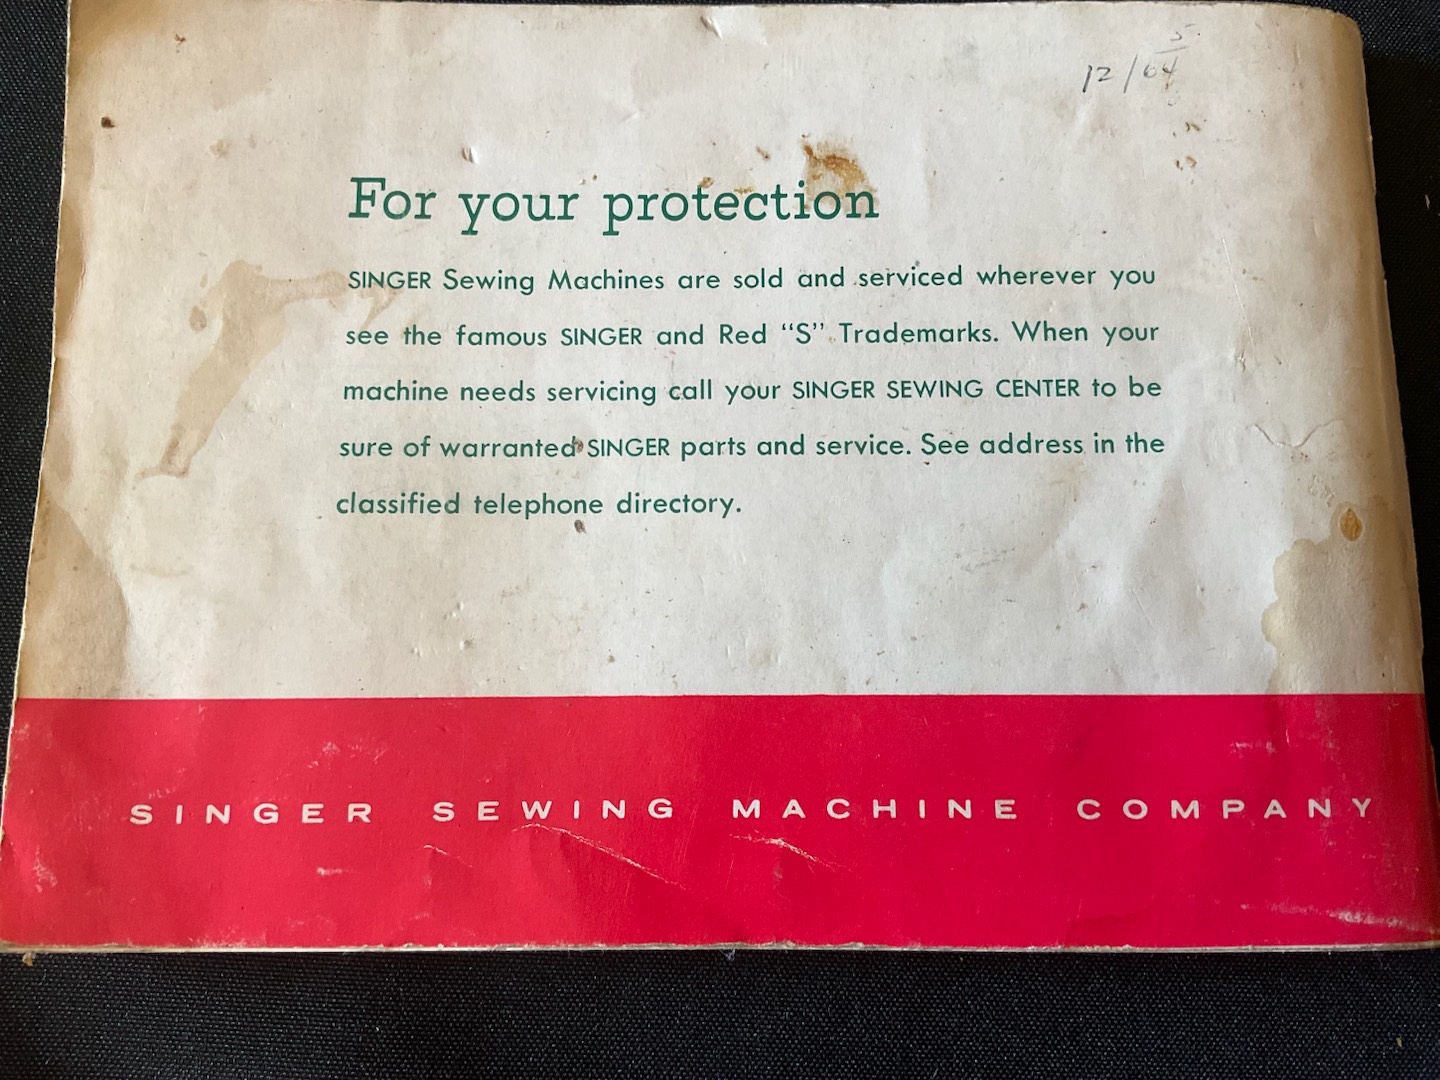 5
12/64
For your protection
SINGER Sewing Machines are sold and serviced wherever you
see the famous SINGER and Red “S” Trademarks. When your
machine needs servicing call your SINGER SEWING CENTER to be
sure of warranted SINGER parts and service. See address in the
classified telephone directory.
SINGER SEWING MACHINE COMPANY